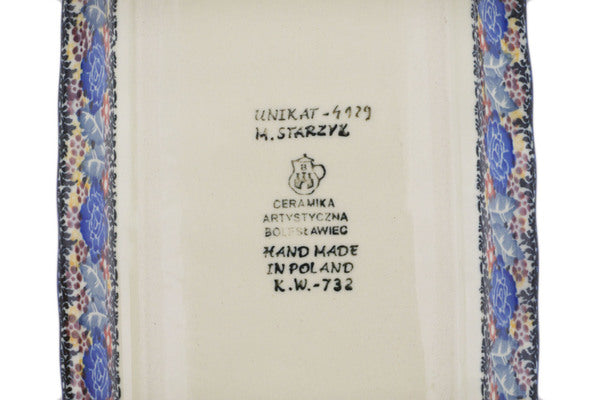 UNIKAT-4129
M. STARZYK
CERAMIKA
ARTYSTYCZNA
BOLESŁAWIEC
HAND MADE
IN POLAND
K.W.-732